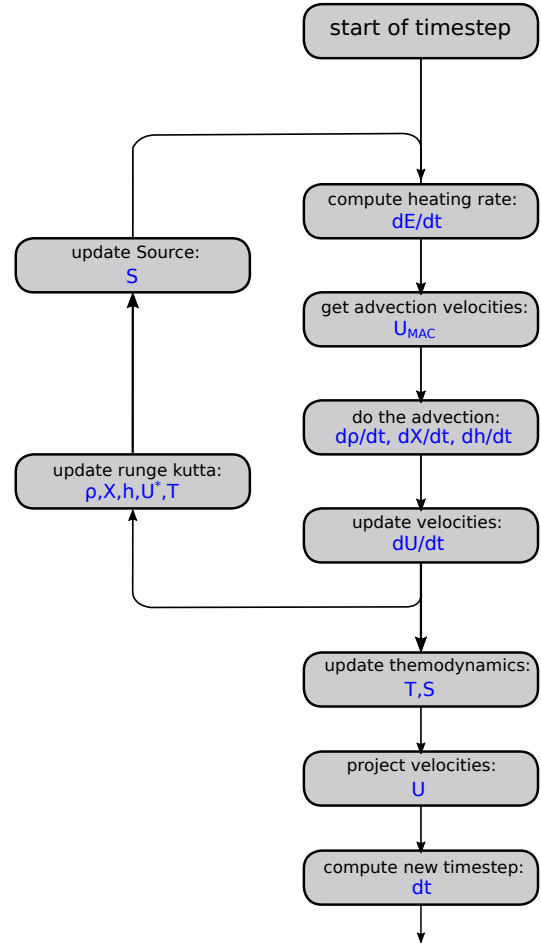 start of timestep
compute heating rate:
dE/dt
update Source:
S
get advection velocities:
U_MAC
do the advection:
dρ/dt, dX/dt, dh/dt
update runge kutta:
ρ,X,h,U*,T
update velocities:
dU/dt
update themodynamics:
T,S
project velocities:
U
compute new timestep:
dt